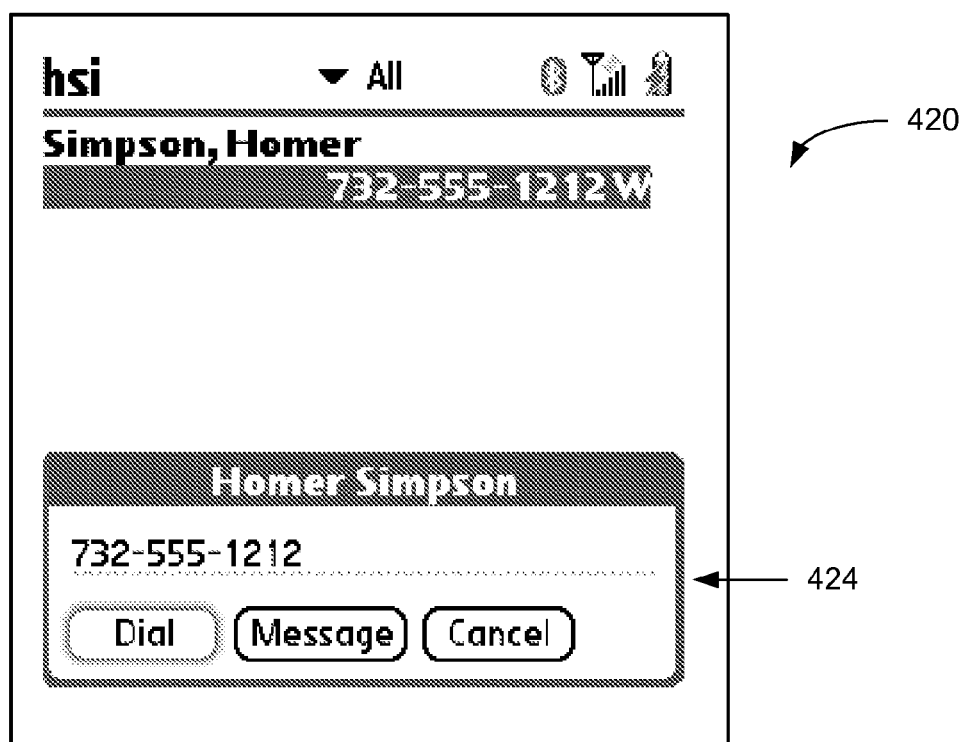 hsi All
Simpson, Homer
732-555-1212 W
420
Homer Simpson
732-555-1212
424
Dial Message Cancel